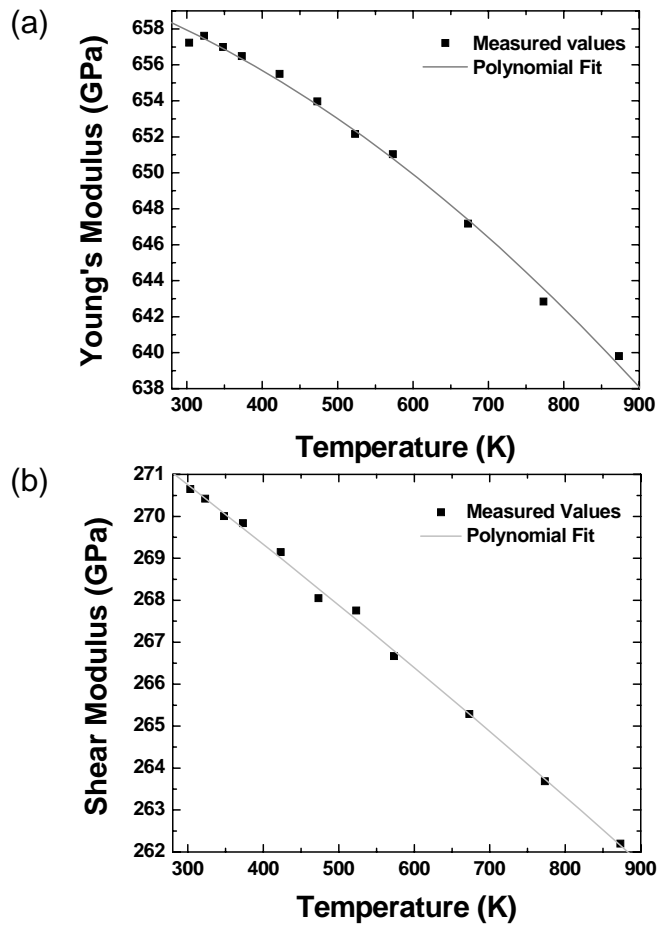 (a)
658
656
654
652
650
648
646
644
642
640
638
Young's Modulus (GPa)
Measured values
Polynomial Fit
300 400 500 600 700 800 900
Temperature (K)
(b)
271
270
269
268
267
266
265
264
263
262
Shear Modulus (GPa)
Measured Values
Polynomial Fit
300 400 500 600 700 800 900
Temperature (K)